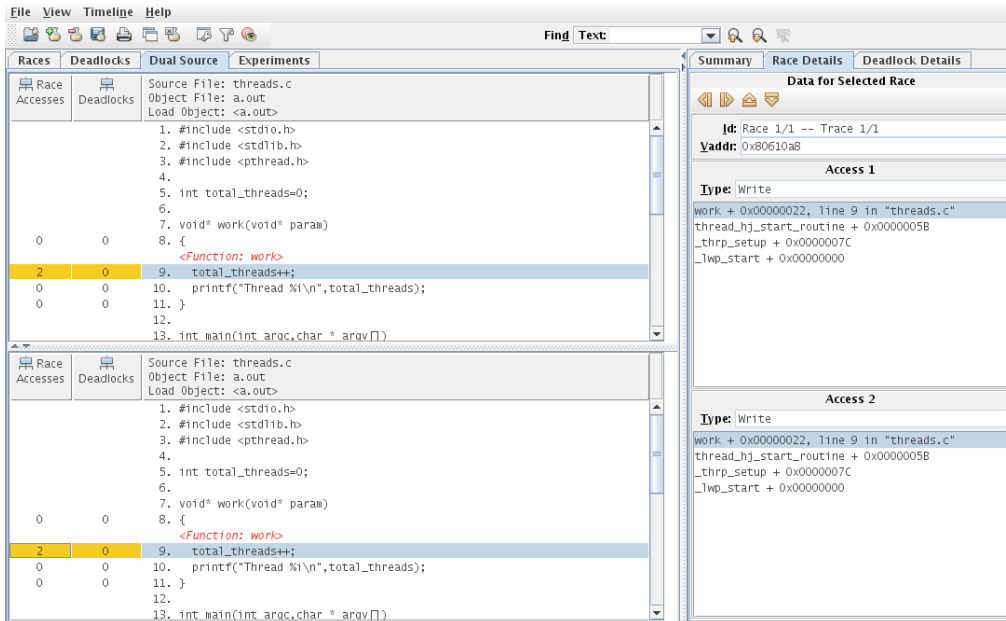 File View Timeline Help
Find Text:
Races Deadlocks Dual Source Experiments
Race Accesses Deadlocks
Source File: threads.c
Object File: a.out
Load Object: <a.out>
1. #include <stdio.h>
2. #include <stdlib.h>
3. #include <pthread.h>
4.
5. int total_threads=0;
6.
7. void* work(void* param)
0 0 8. {
<Function: work>
2 0 9. total_threads++;
0 0 10. printf("Thread %i\n",total_threads);
0 0 11. }
12.
13. int main(int argc,char * argv[])
Race Accesses Deadlocks
Source File: threads.c
Object File: a.out
Load Object: <a.out>
1. #include <stdio.h>
2. #include <stdlib.h>
3. #include <pthread.h>
4.
5. int total_threads=0;
6.
7. void* work(void* param)
0 0 8. {
<Function: work>
2 0 9. total_threads++;
0 0 10. printf("Thread %i\n",total_threads);
0 0 11. }
12.
13. int main(int argc,char * argv[])
Summary Race Details Deadlock Details
Data for Selected Race
Id: Race 1/1 -- Trace 1/1
Vaddr: 0x80610a8
Access 1
Type: Write
work + 0x00000022, line 9 in "threads.c"
thread_hj_start_routine + 0x0000005B
_thrp_setup + 0x0000007C
_lwp_start + 0x00000000
Access 2
Type: Write
work + 0x00000022, line 9 in "threads.c"
thread_hj_start_routine + 0x0000005B
_thrp_setup + 0x0000007C
_lwp_start + 0x00000000